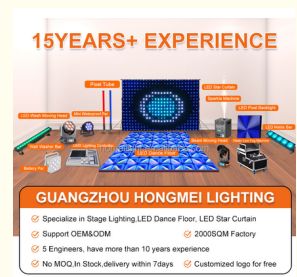 15YEARS+ EXPERIENCE
Pixel Tube
LED Star Curtain
Sparkle Machine
LED Wash Moving Head
Mini Waterproof Bar
LED Pixel Backlight
LED Matrix Bar
Wall Washer Bar
DMX Lighting Controller
Beam Moving Head
Battery Par
LED Dance Floor
GUANGZHOU HONGMEI LIGHTING
Specialize in Stage Lighting,LED Dance Floor, LED Star Curtain
Support OEM&ODM
2000SQM Factory
5 Engineers, have more than 10 years experience
No MOQ,In Stock,delivery within 7days
Customized logo for free